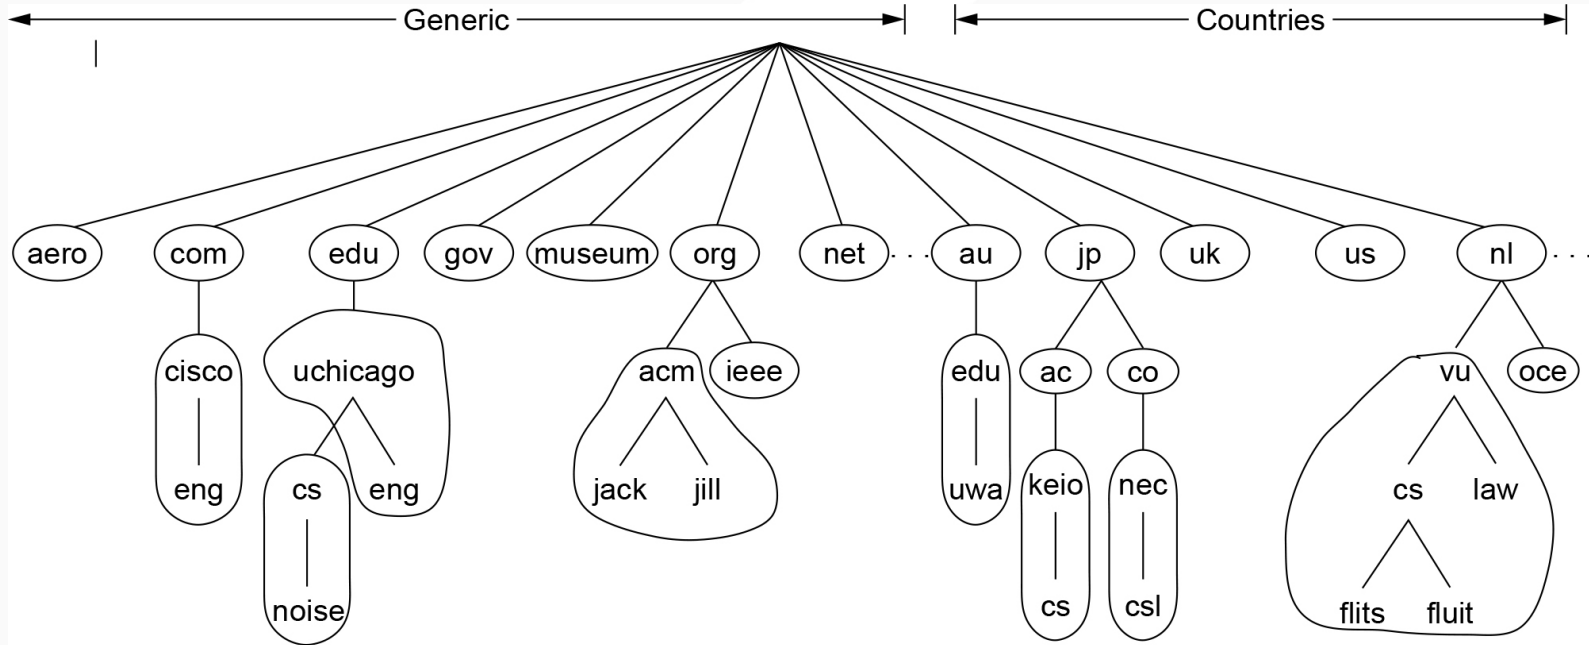 Generic Countries
aero com edu gov museum org net . . . au jp uk us nl . . .
cisco uchicago acm ieee edu ac co vu oce
eng cs eng jack jill uwa keio nec cs law
noise cs csl flits fluit